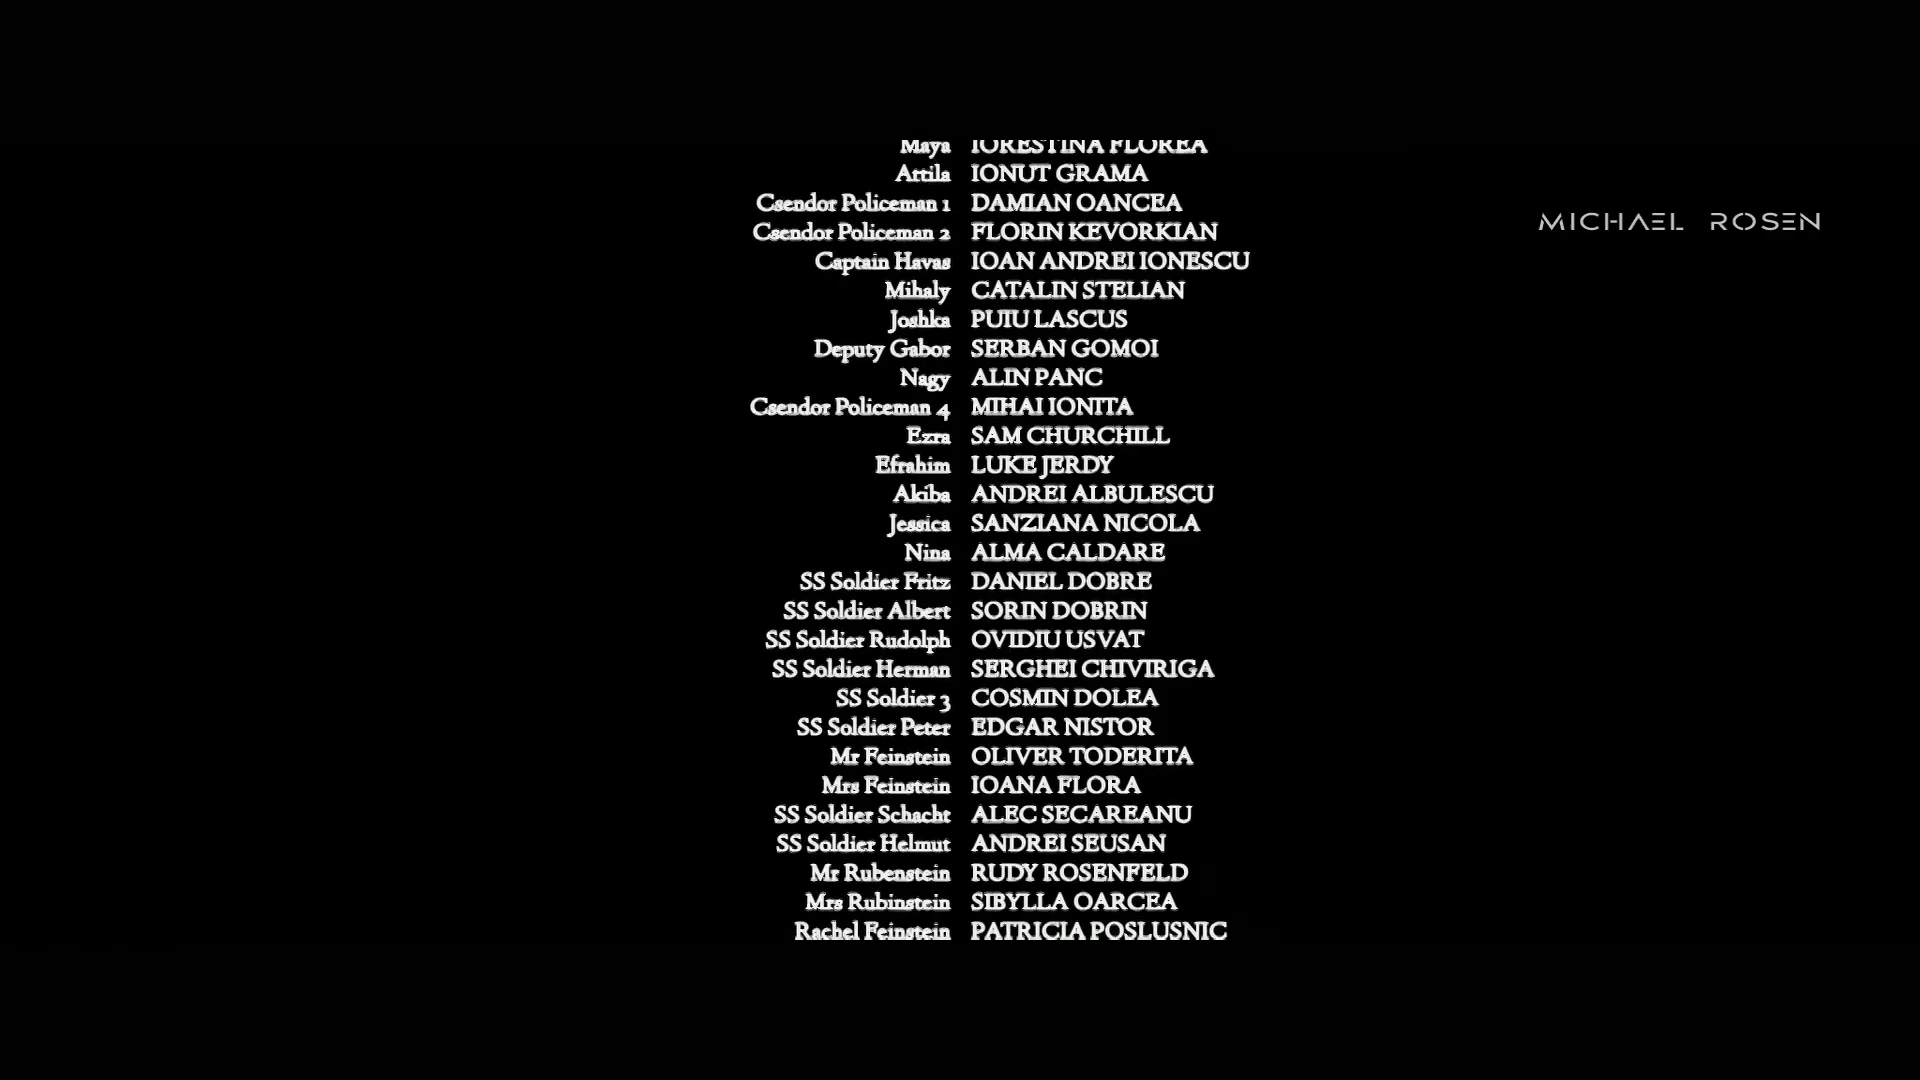 Maya IORESTINA FLOREA
Attila IONUT GRAMA
Csendor Policeman 1 DAMIAN OANCEA
MICHAEL ROSEN
Csendor Policeman 2 FLORIN KEVORKIAN
Captain Havas IOAN ANDREI IONESCU
Mihaly CATALIN STELIAN
Joshka PUIU LASCUS
Deputy Gabor SERBAN GOMOI
Nagy ALIN PANC
Csendor Policeman 4 MIHAI IONITA
Ezra SAM CHURCHILL
Efrahim LUKE JERDY
Akiba ANDREI ALBULESCU
Jessica SANZIANA NICOLA
Nina ALMA CALDARE
SS Soldier Fritz DANIEL DOBRE
SS Soldier Albert SORIN DOBRIN
SS Soldier Rudolph OVIDIU USVAT
SS Soldier Herman SERGHEI CHIVIRIGA
SS Soldier 3 COSMIN DOLEA
SS Soldier Peter EDGAR NISTOR
Mr Feinstein OLIVER TODERITA
Mrs Feinstein IOANA FLORA
SS Soldier Schacht ALEC SECAREANU
SS Soldier Helmut ANDREI SEUSAN
Mr Rubenstein RUDY ROSENFELD
Mrs Rubinstein SIBYLLA OARCEA
Rachel Feinstein PATRICIA POSLUSNIC